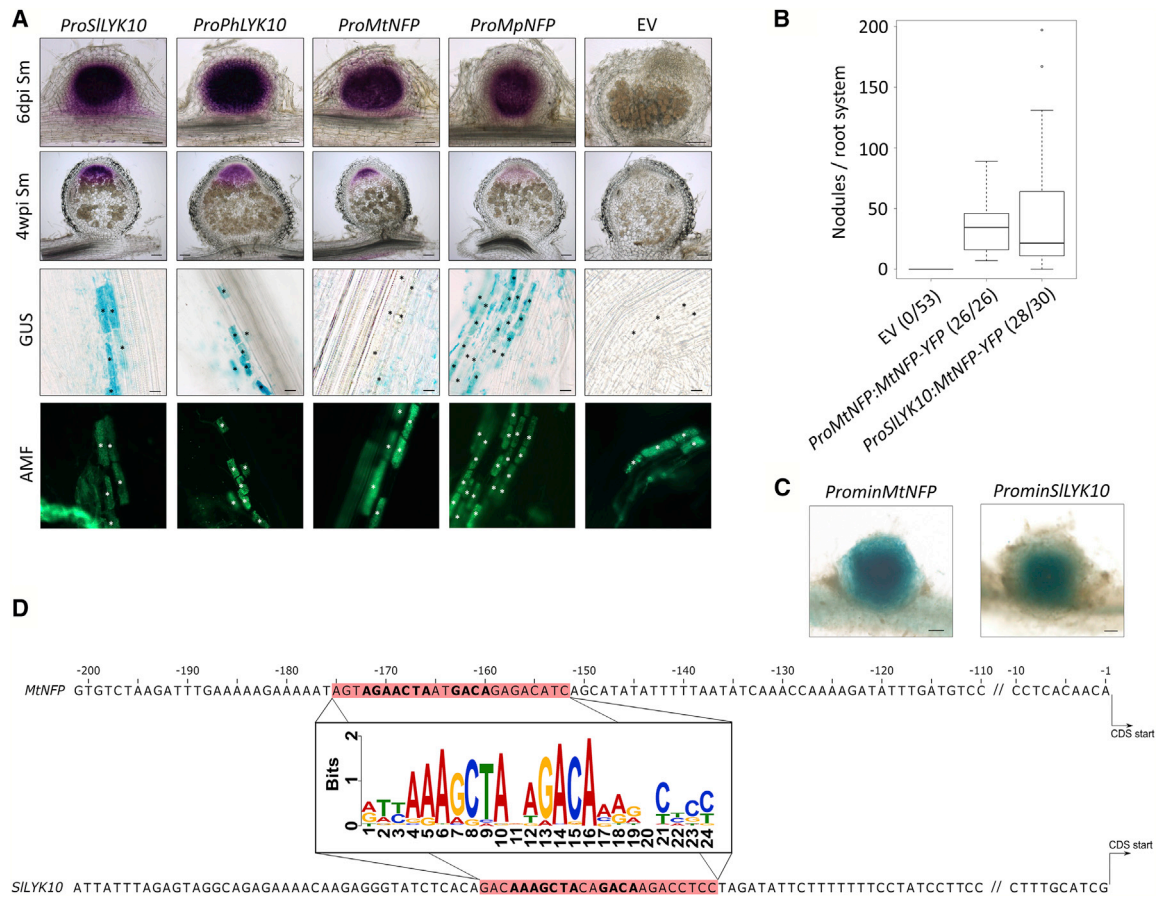 A
ProSlLYK10 ProPhLYK10 ProMtNFP ProMpNFP EV
6dpi Sm
4wpi Sm
GUS
AMF
B
Nodules / root system
200
150
100
50
0
EV (0/53)
ProMtNFP:MtNFP-YFP (26/26)
ProSlLYK10:MtNFP-YFP (28/30)
C
ProminMtNFP ProminSlLYK10
D
-200 -190 -180 -170 -160 -150 -140 -130 -120 -110 -10 -1
MtNFP GTGTCTAAGATTTGAAAAAGAAAAATAGTAGAACTAATGACAGAGACATCAGCATATATTTTTAATATCAAACCAAAAGATATTTGATGTCC // CCTCACAACA
CDS start
Bits
2
1
0
1 2 3 4 5 6 7 8 9 10 11 12 13 14 15 16 17 18 19 20 21 22 23 24
CDS start
SlLYK10 ATTATTTAGAGTAGGCAGAGAAAACAAGAGGGTATCTCACAGACAAAGCTACAGACAAGACCTCCTAGATATTCTTTTTTTCCTATCCTTCC // CTTTGCATCG